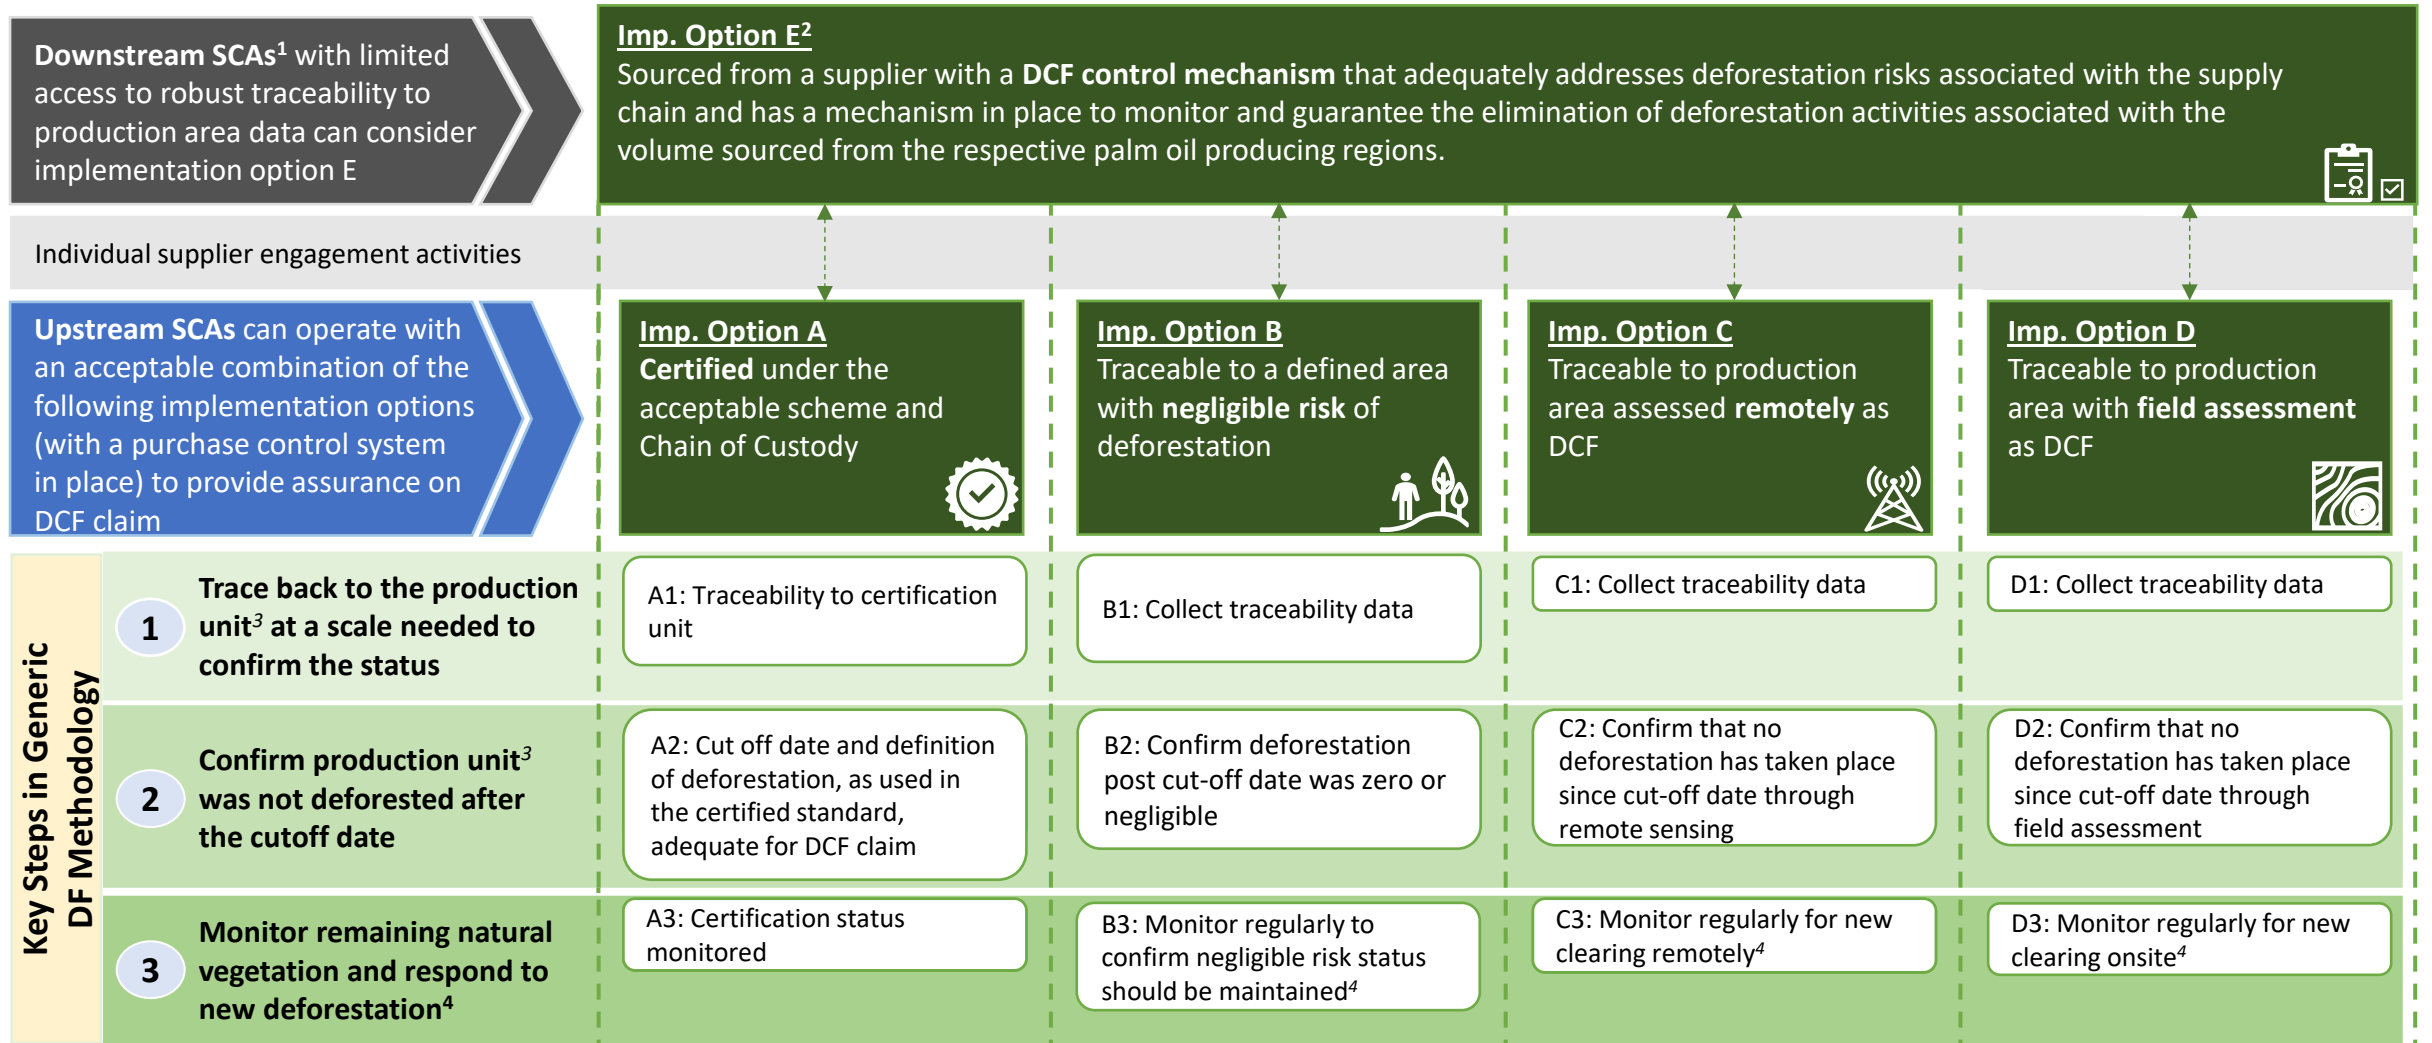 Downstream SCAs¹ with limited
access to robust traceability to
production area data can consider
implementation option E
Imp. Option E²
Sourced from a supplier with a DCF control mechanism that adequately addresses deforestation risks associated with the supply
chain and has a mechanism in place to monitor and guarantee the elimination of deforestation activities associated with the
volume sourced from the respective palm oil producing regions.
Individual supplier engagement activities
Upstream SCAs can operate with
an acceptable combination of the
following implementation options
(with a purchase control system
in place) to provide assurance on
DCF claim
Imp. Option A
Certified under the
acceptable scheme and
Chain of Custody
Imp. Option B
Traceable to a defined area
with negligible risk of
deforestation
Imp. Option C
Traceable to production
area assessed remotely as
DCF
Imp. Option D
Traceable to production
area with field assessment
as DCF
Key Steps in Generic
DF Methodology
1
Trace back to the production
unit³ at a scale needed to
confirm the status
A1: Traceability to certification
unit
B1: Collect traceability data
C1: Collect traceability data
D1: Collect traceability data
2
Confirm production unit³
was not deforested after
the cutoff date
A2: Cut off date and definition
of deforestation, as used in
the certified standard,
adequate for DCF claim
B2: Confirm deforestation
post cut-off date was zero or
negligible
C2: Confirm that no
deforestation has taken place
since cut-off date through
remote sensing
D2: Confirm that no
deforestation has taken place
since cut-off date through
field assessment
3
Monitor remaining natural
vegetation and respond to
new deforestation⁴
A3: Certification status
monitored
B3: Monitor regularly to
confirm negligible risk status
should be maintained⁴
C3: Monitor regularly for new
clearing remotely⁴
D3: Monitor regularly for new
clearing onsite⁴